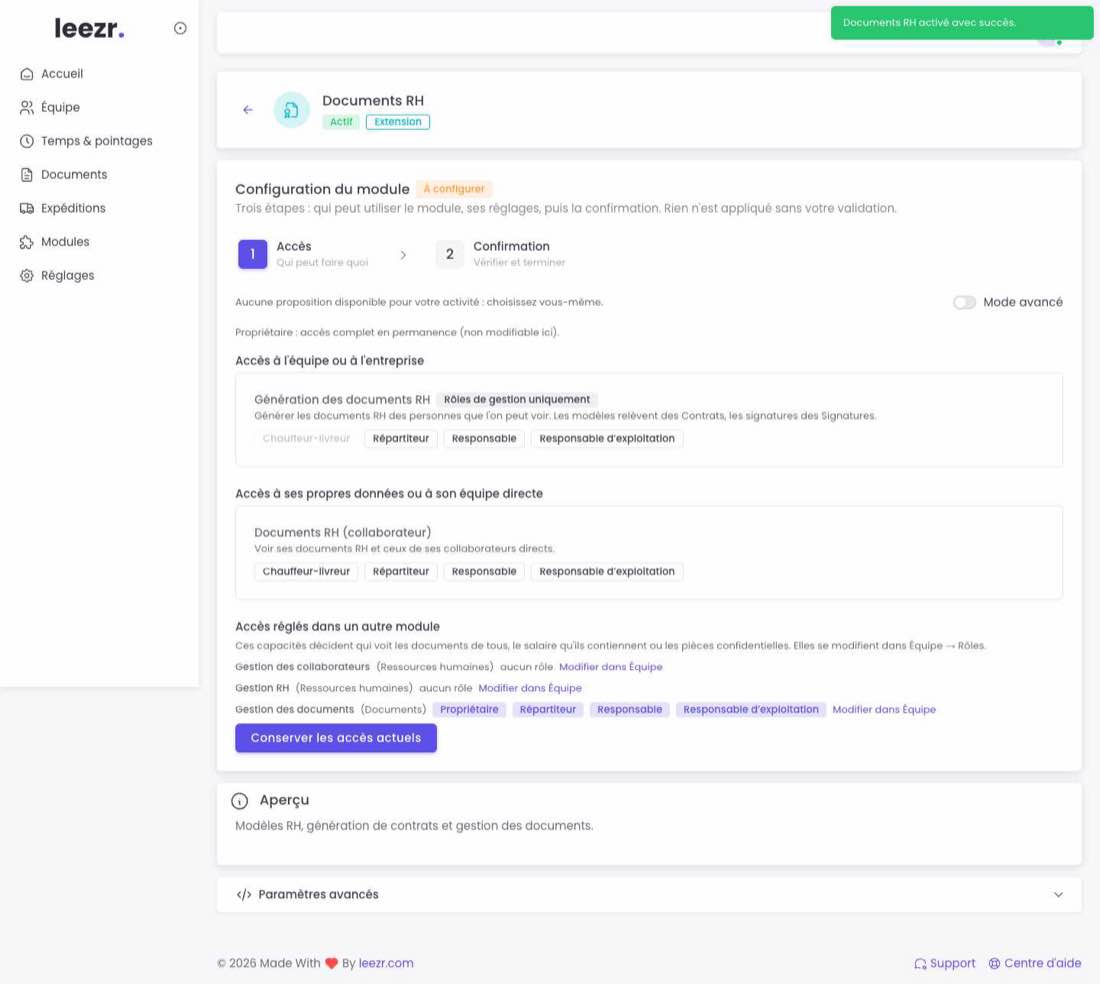 leezr.
Documents RH activé avec succès.
Accueil
Équipe
Temps & pointages
Documents
Expéditions
Modules
Réglages
Documents RH
Actif Extension
Configuration du module À configurer
Trois étapes : qui peut utiliser le module, ses réglages, puis la confirmation. Rien n'est appliqué sans votre validation.
1 Accès
Qui peut faire quoi
2 Confirmation
Vérifier et terminer
Aucune proposition disponible pour votre activité : choisissez vous-même.
Mode avancé
Propriétaire : accès complet en permanence (non modifiable ici).
Accès à l'équipe ou à l'entreprise
Génération des documents RH Rôles de gestion uniquement
Générer les documents RH des personnes que l'on peut voir. Les modèles relèvent des Contrats, les signatures des Signatures.
Chauffeur-livreur Répartiteur Responsable Responsable d'exploitation
Accès à ses propres données ou à son équipe directe
Documents RH (collaborateur)
Voir ses documents RH et ceux de ses collaborateurs directs.
Chauffeur-livreur Répartiteur Responsable Responsable d'exploitation
Accès réglés dans un autre module
Ces capacités décident qui voit les documents de tous, le salaire qu'ils contiennent ou les pièces confidentielles. Elles se modifient dans Équipe → Rôles.
Gestion des collaborateurs (Ressources humaines) aucun rôle Modifier dans Équipe
Gestion RH (Ressources humaines) aucun rôle Modifier dans Équipe
Gestion des documents (Documents) Propriétaire Répartiteur Responsable Responsable d'exploitation Modifier dans Équipe
Conserver les accès actuels
Aperçu
Modèles RH, génération de contrats et gestion des documents.
</> Paramètres avancés
© 2026 Made With ❤️ By leezr.com
Support Centre d'aide